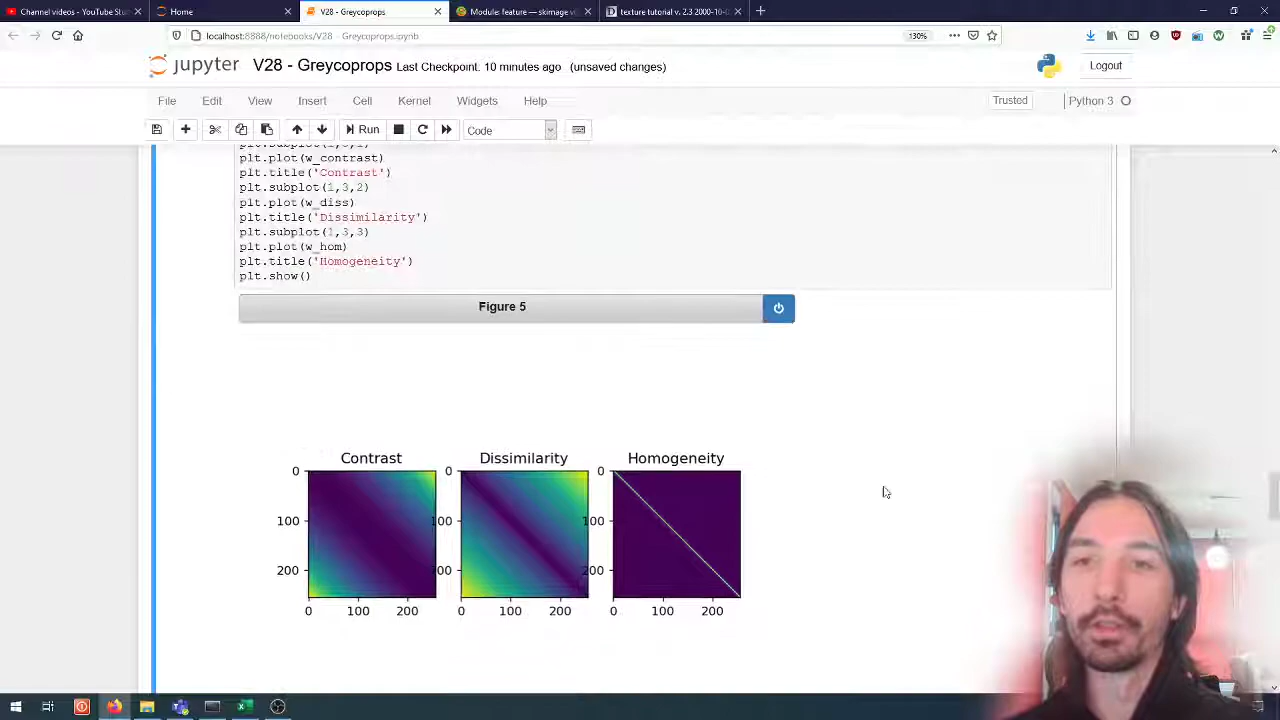 Channel videos - YouTube Stu
Home
V28 - Greycoprops
Module: feature — skimage v
texture tutorial v. 2.3.2000-10-0
localhost:8888/notebooks/V28 - Greycoprops.ipynb
130%
jupyter V28 - Greycoprops Last Checkpoint: 10 minutes ago (unsaved changes)
Logout
File Edit View Insert Cell Kernel Widgets Help
Trusted
Python 3
Run
Code
plt.plot(w_contrast)
plt.title('Contrast')
plt.subplot(1,3,2)
plt.plot(w_diss)
plt.title('Dissimilarity')
plt.subplot(1,3,3)
plt.plot(w_hom)
plt.title('Homogeneity')
plt.show()
Figure 5
Contrast Dissimilarity Homogeneity
0 0 0
100 100 100
200 200 200
0 100 200 0 100 200 0 100 200